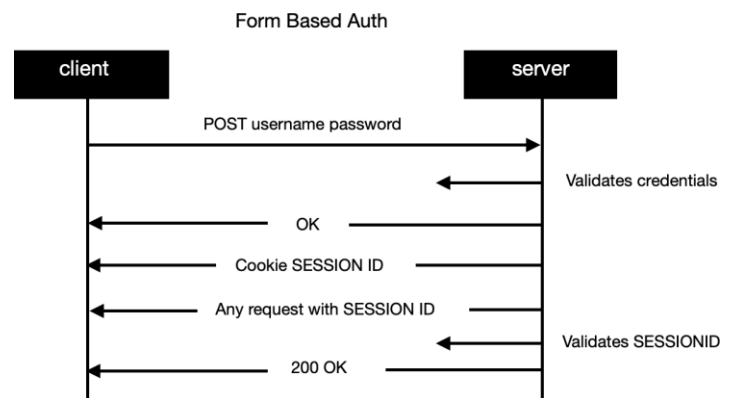 Form Based Auth
client
server
POST username password
Validates credentials
OK
Cookie SESSION ID
Any request with SESSION ID
Validates SESSIONID
200 OK